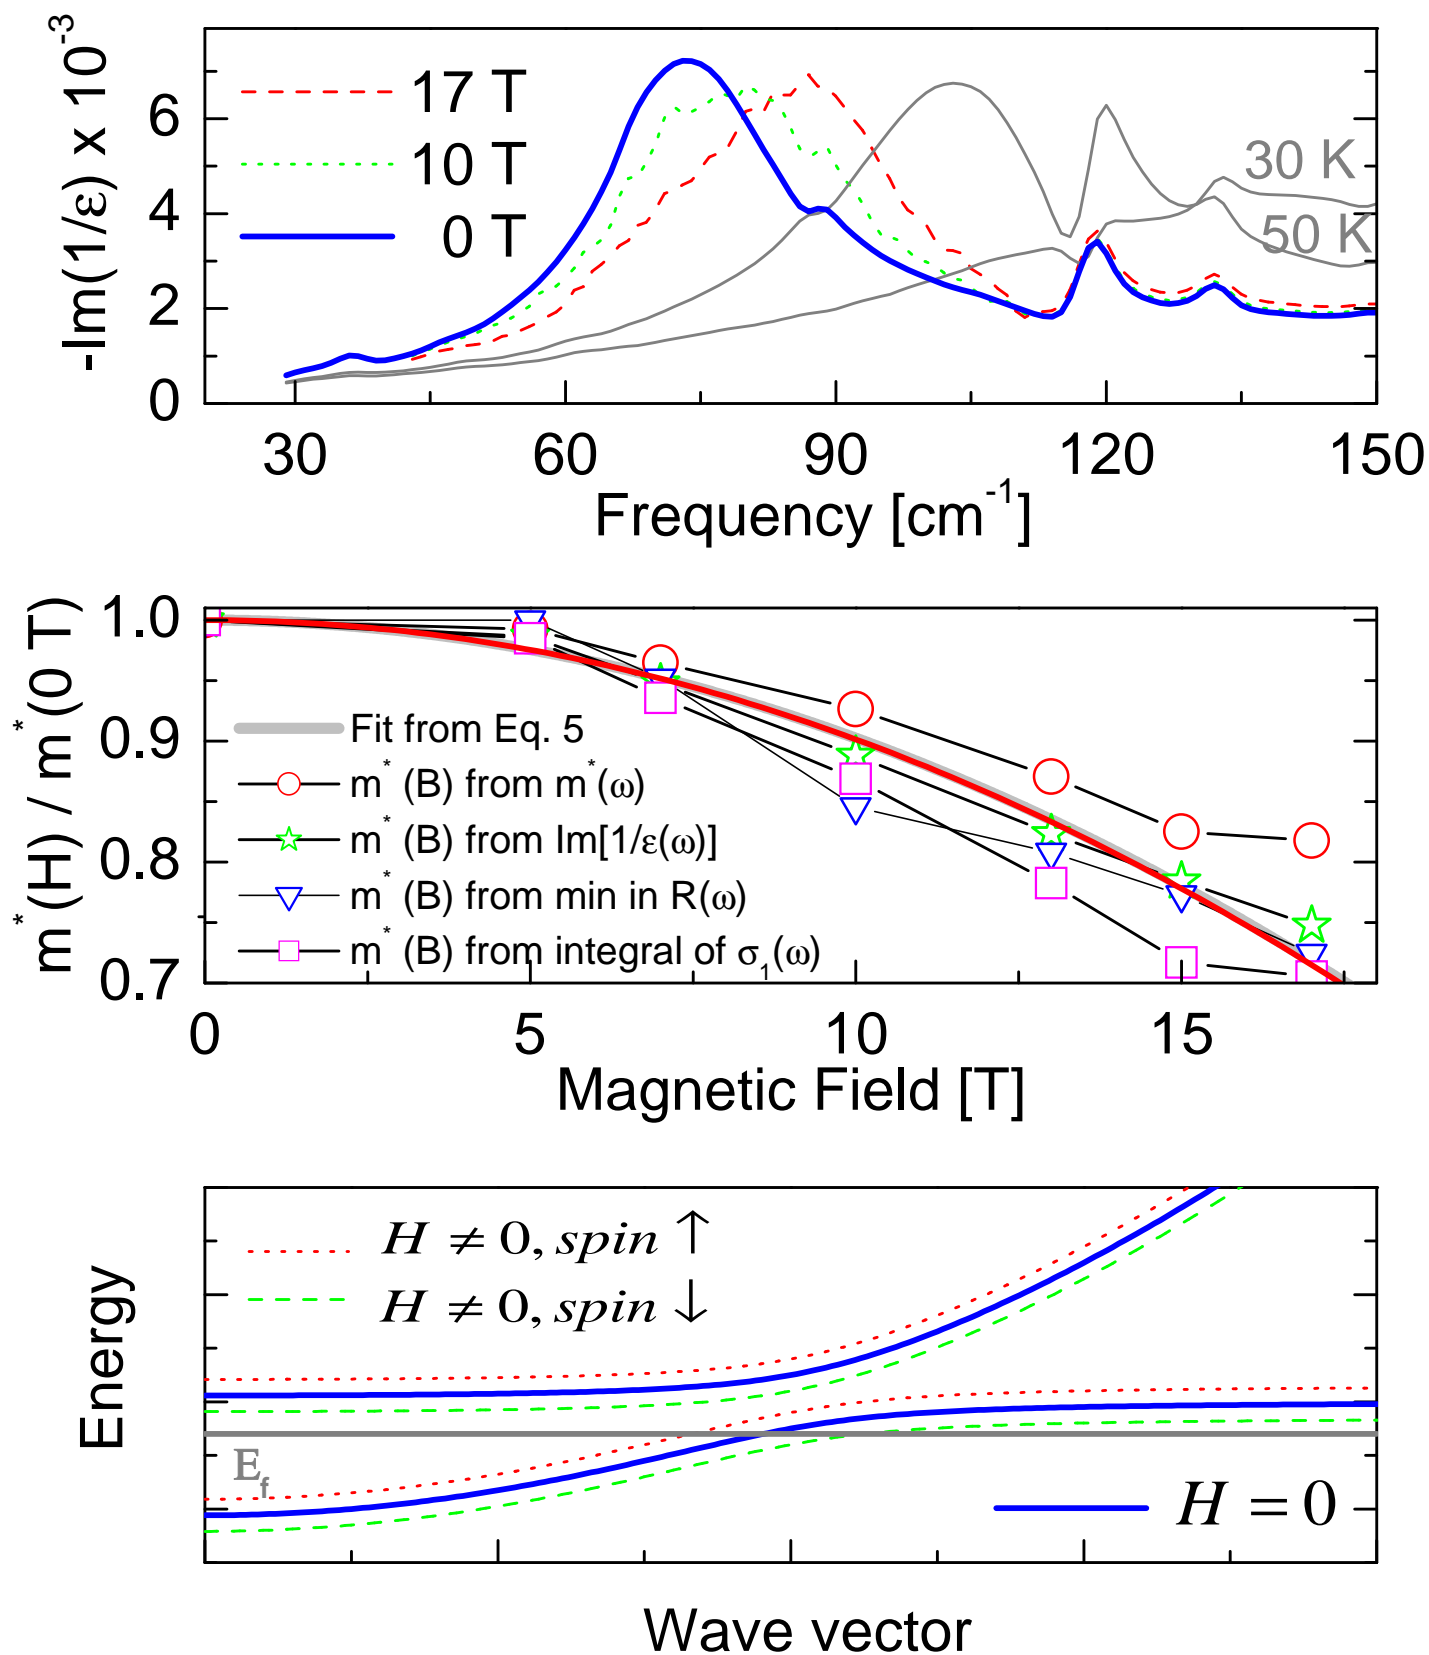 -Im(1/ε) x 10⁻³
6
4
2
0
17 T
10 T
0 T
30 K
50 K
30
60
90
120
150
Frequency [cm⁻¹]
m* (H) / m* (0 T)
1.0
0.9
0.8
0.7
Fit from Eq. 5
m* (B) from m*(ω)
m* (B) from Im[1/ε(ω)]
m* (B) from min in R(ω)
m* (B) from integral of σ₁(ω)
0
5
10
15
Magnetic Field [T]
Energy
H ≠ 0, spin ↑
H ≠ 0, spin ↓
E_f
H = 0
Wave vector